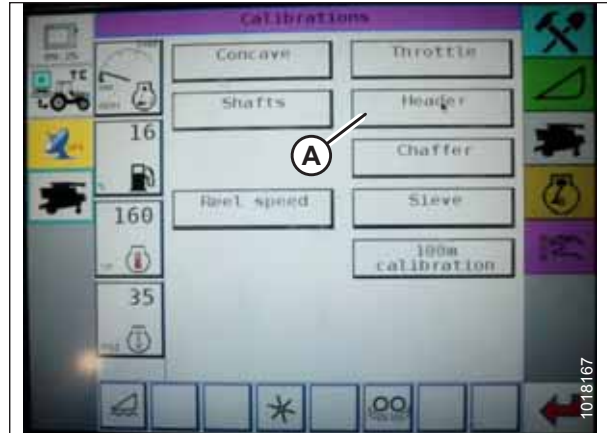 Calibrations
Concave
Throttle
Shafts
Header
A
16
Chaffer
160
Reel speed
Sieve
100m
calibration
35
1018167